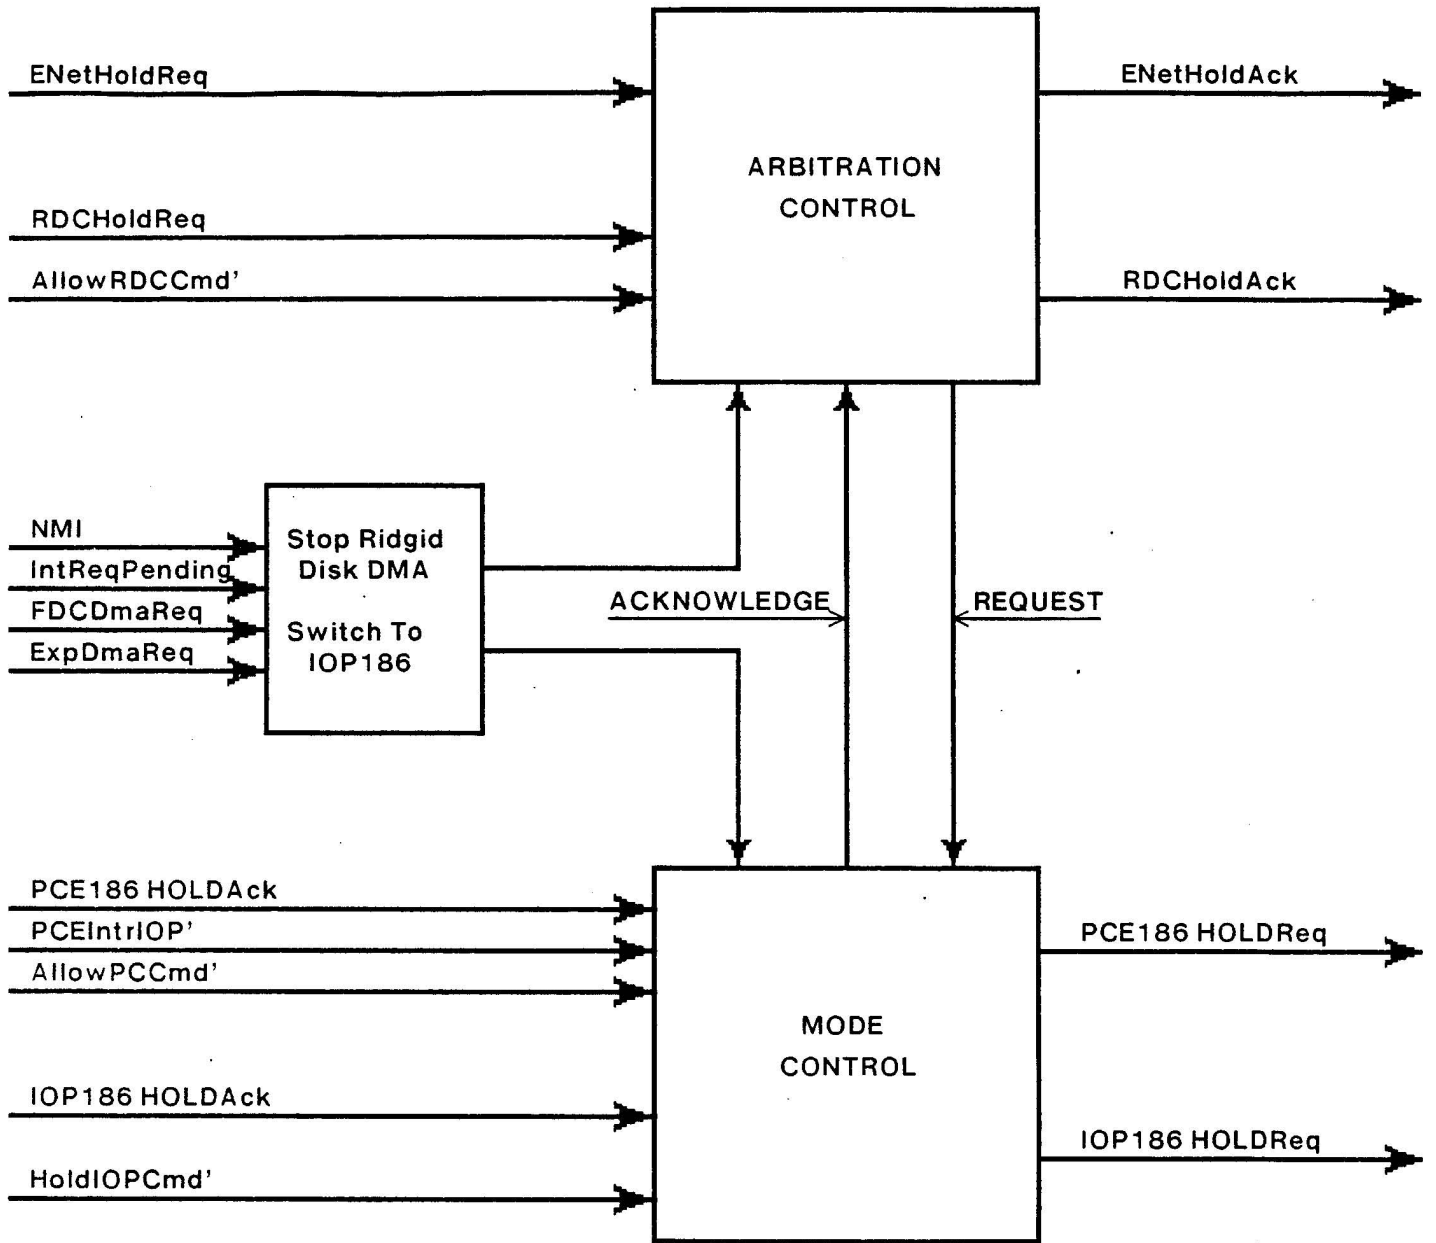 ENetHoldReq
ENetHoldAck
ARBITRATION
CONTROL
RDCHoldReq
AllowRDCCmd'
RDCHoldAck
NMI
IntReqPending
FDCDmaReq
ExpDmaReq
Stop Ridgid
Disk DMA
Switch To
IOP186
ACKNOWLEDGE
REQUEST
PCE186 HOLDAck
PCEIntrIOP'
AllowPCCmd'
PCE186 HOLDReq
MODE
CONTROL
IOP186 HOLDAck
IOP186 HOLDReq
HoldIOPCmd'